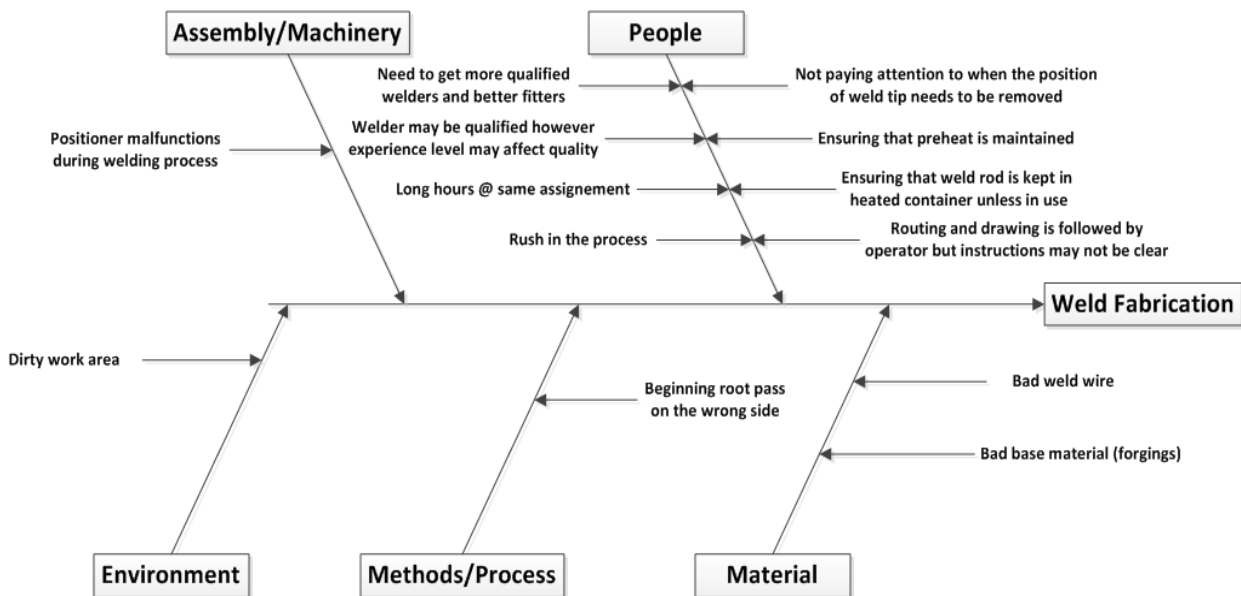 Assembly/Machinery
People
Need to get more qualified
welders and better fitters
Not paying attention to when the position
of weld tip needs to be removed
Positioner malfunctions
during welding process
Welder may be qualified however
experience level may affect quality
Ensuring that preheat is maintained
Long hours @ same assignement
Ensuring that weld rod is kept in
heated container unless in use
Rush in the process
Routing and drawing is followed by
operator but instructions may not be clear
Weld Fabrication
Dirty work area
Beginning root pass
on the wrong side
Bad weld wire
Bad base material (forgings)
Environment
Methods/Process
Material